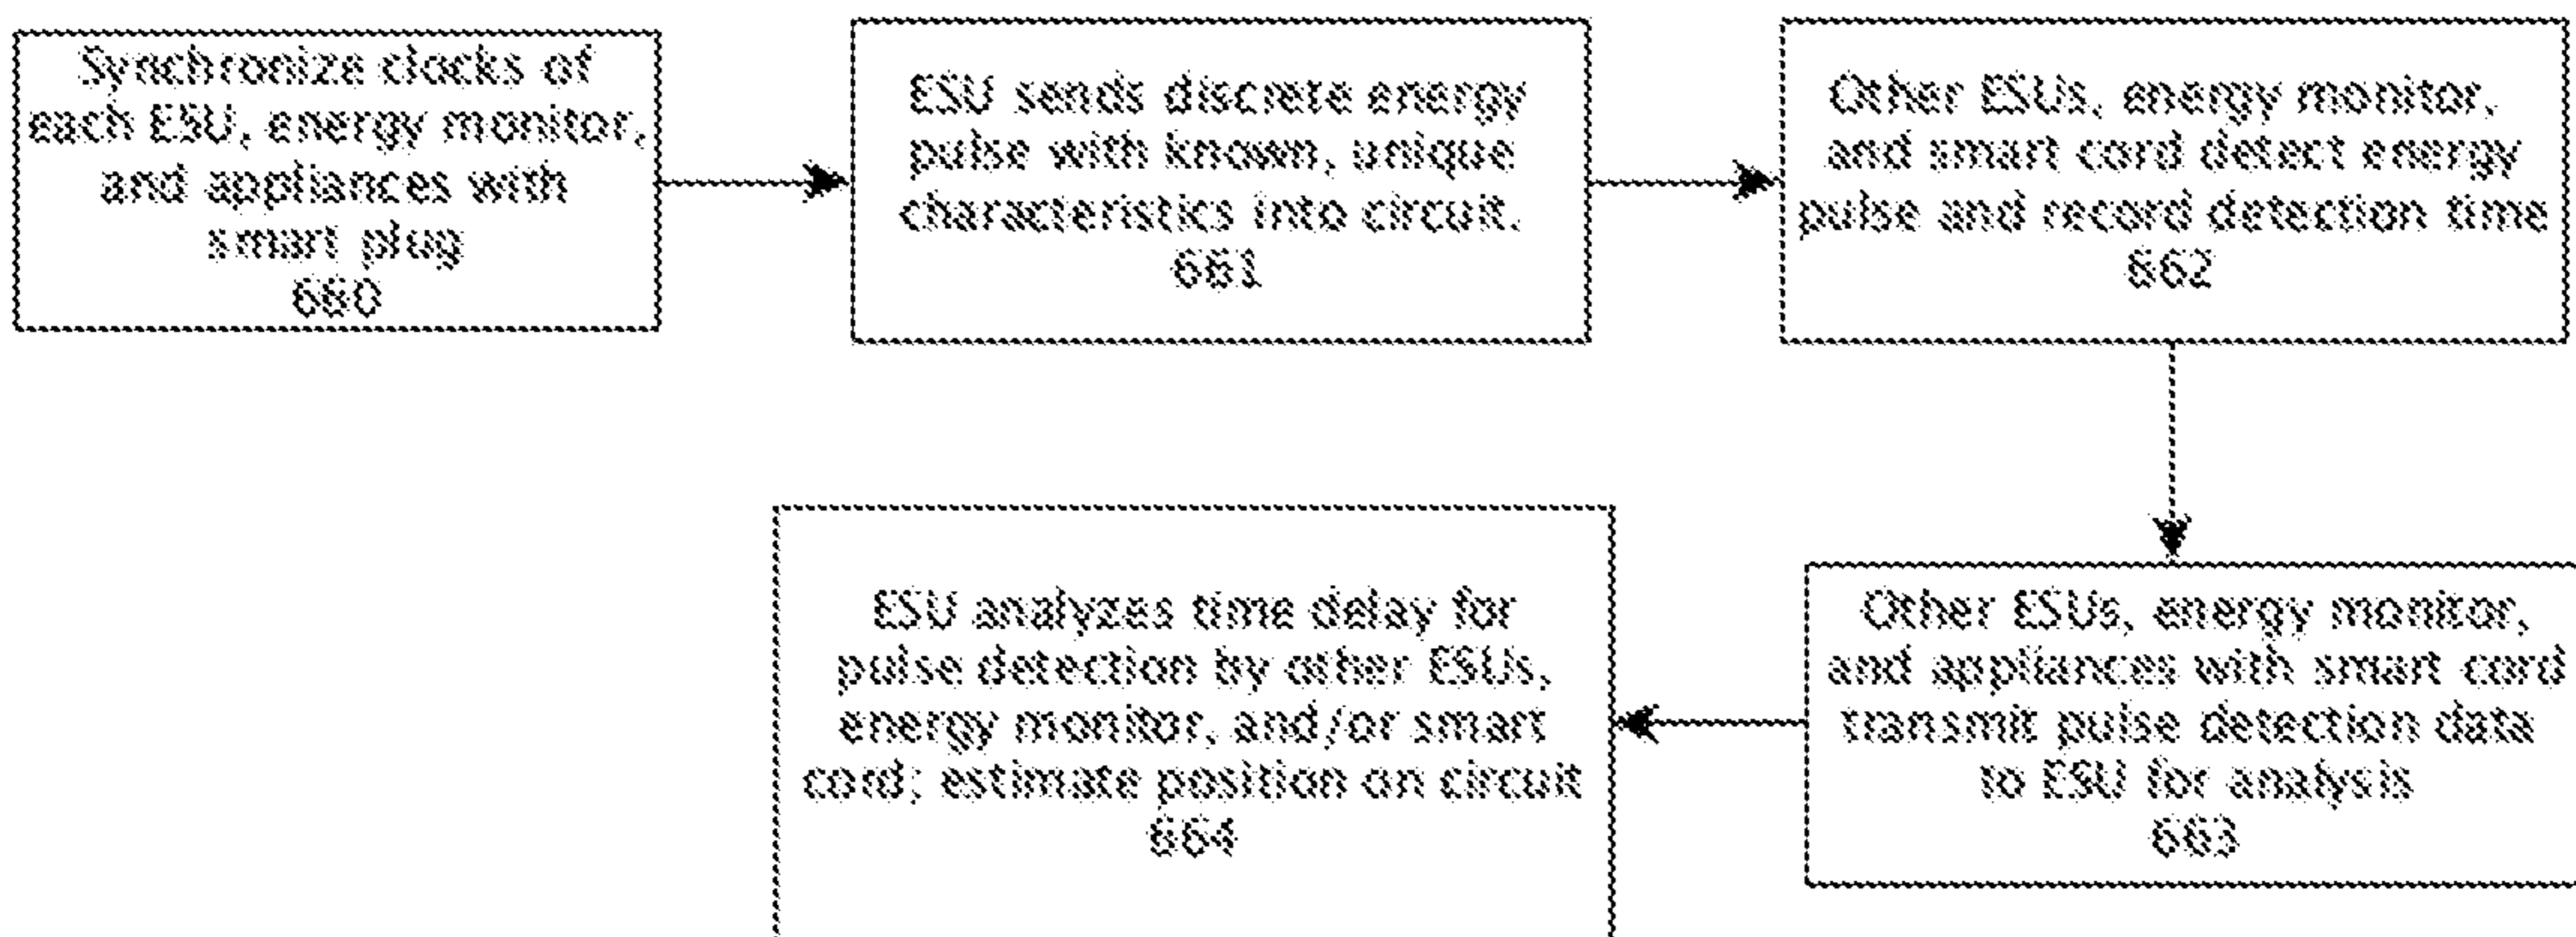 Synchronize clocks of
each ESU, energy monitor,
and appliances with
smart plug
660
ESU sends discrete energy
pulse with known, unique
characteristics into circuit.
661
Other ESUs, energy monitor,
and smart cord detect energy
pulse and record detection time
662
Other ESUs, energy monitor,
and appliances with smart cord
transmit pulse detection data
to ESU for analysis
663
ESU analyzes time delay for
pulse detection by other ESUs,
energy monitor, and/or smart
cord; estimate position on circuit
664